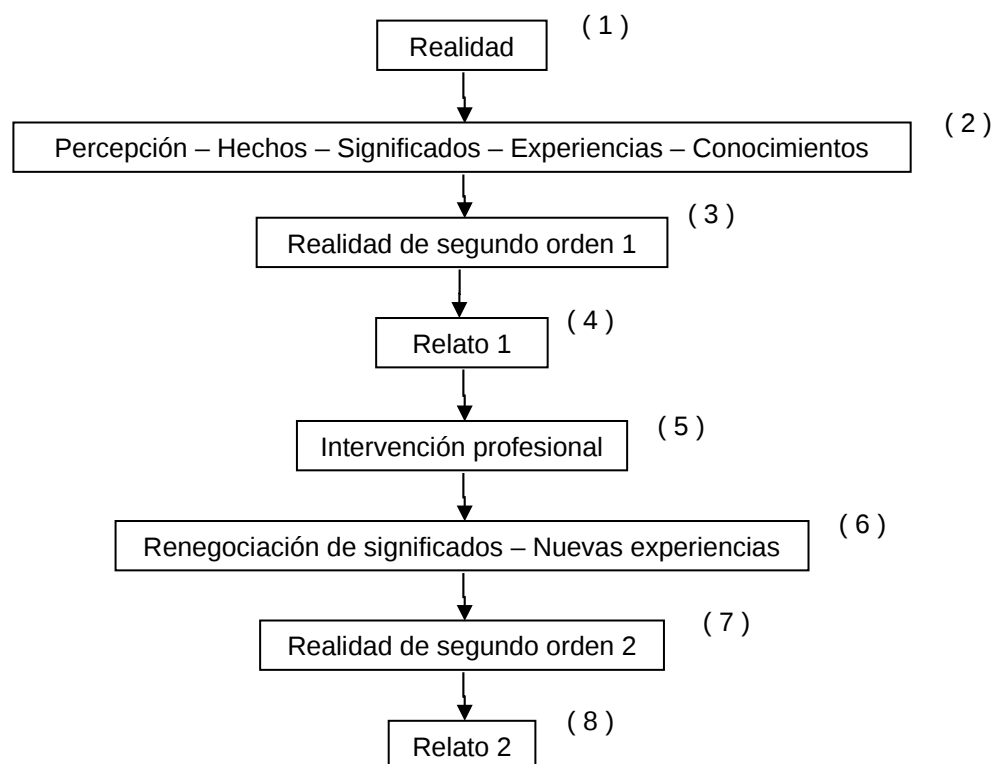 ( 1 )
Realidad
( 2 )
Percepción – Hechos – Significados – Experiencias – Conocimientos
( 3 )
Realidad de segundo orden 1
( 4 )
Relato 1
( 5 )
Intervención profesional
( 6 )
Renegociación de significados – Nuevas experiencias
( 7 )
Realidad de segundo orden 2
( 8 )
Relato 2